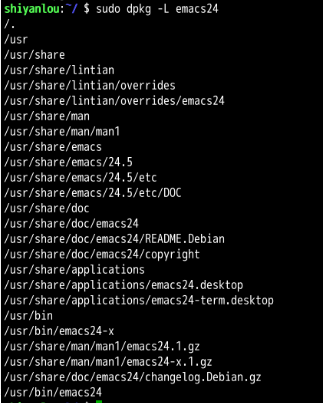 shiyanlou:~/ $ sudo dpkg -L emacs24
/.
/usr
/usr/share
/usr/share/lintian
/usr/share/lintian/overrides
/usr/share/lintian/overrides/emacs24
/usr/share/man
/usr/share/man/man1
/usr/share/emacs
/usr/share/emacs/24.5
/usr/share/emacs/24.5/etc
/usr/share/emacs/24.5/etc/DOC
/usr/share/doc
/usr/share/doc/emacs24
/usr/share/doc/emacs24/README.Debian
/usr/share/doc/emacs24/copyright
/usr/share/applications
/usr/share/applications/emacs24.desktop
/usr/share/applications/emacs24-term.desktop
/usr/bin
/usr/bin/emacs24-x
/usr/share/man/man1/emacs24.1.gz
/usr/share/man/man1/emacs24-x.1.gz
/usr/share/doc/emacs24/changelog.Debian.gz
/usr/bin/emacs24